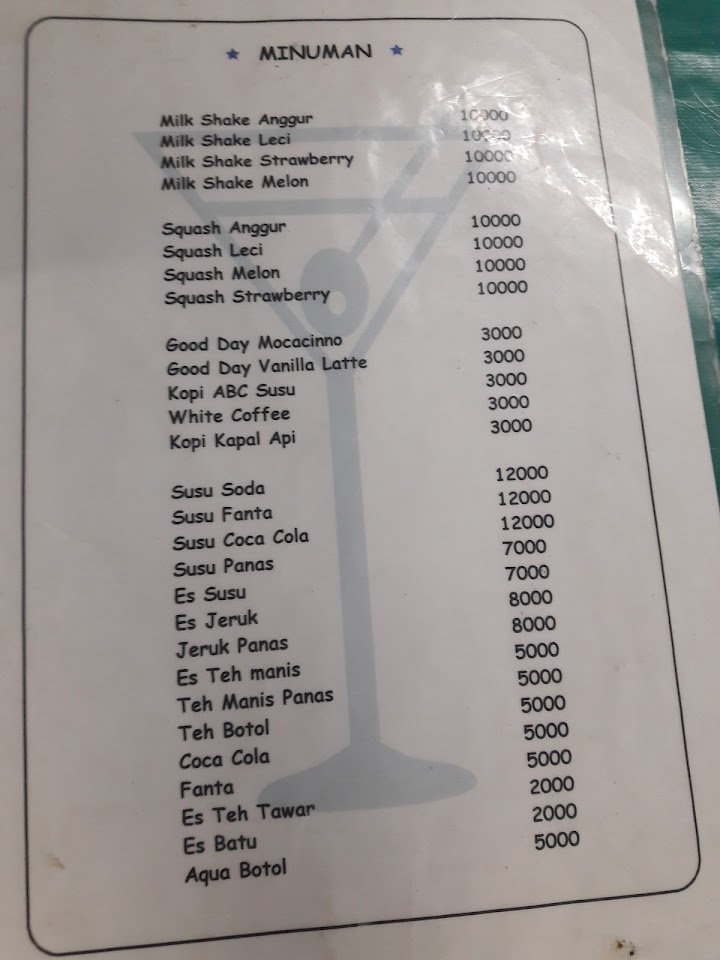 ★ MINUMAN ★
Milk Shake Anggur 10000
Milk Shake Leci 10000
Milk Shake Strawberry 10000
Milk Shake Melon 10000
Squash Anggur 10000
Squash Leci 10000
Squash Melon 10000
Squash Strawberry 10000
Good Day Mocacinno 3000
Good Day Vanilla Latte 3000
Kopi ABC Susu 3000
White Coffee 3000
Kopi Kapal Api 3000
Susu Soda 12000
Susu Fanta 12000
Susu Coca Cola 12000
Susu Panas 7000
Es Susu 7000
Es Jeruk 8000
Jeruk Panas 8000
Es Teh manis 5000
Teh Manis Panas 5000
Teh Botol 5000
Coca Cola 5000
Fanta 5000
Es Teh Tawar 2000
Es Batu 2000
Aqua Botol 5000